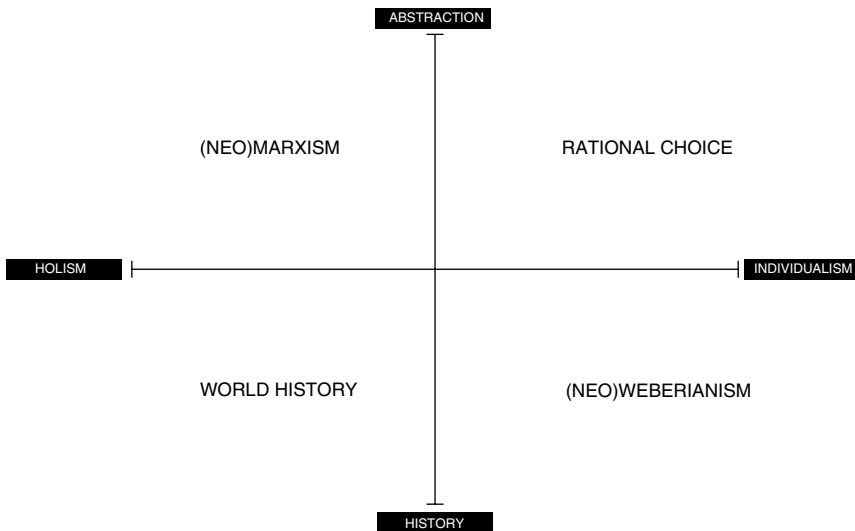 ABSTRACTION
(NEO)MARXISM
RATIONAL CHOICE
HOLISM
INDIVIDUALISM
WORLD HISTORY
(NEO)WEBERIANISM
HISTORY